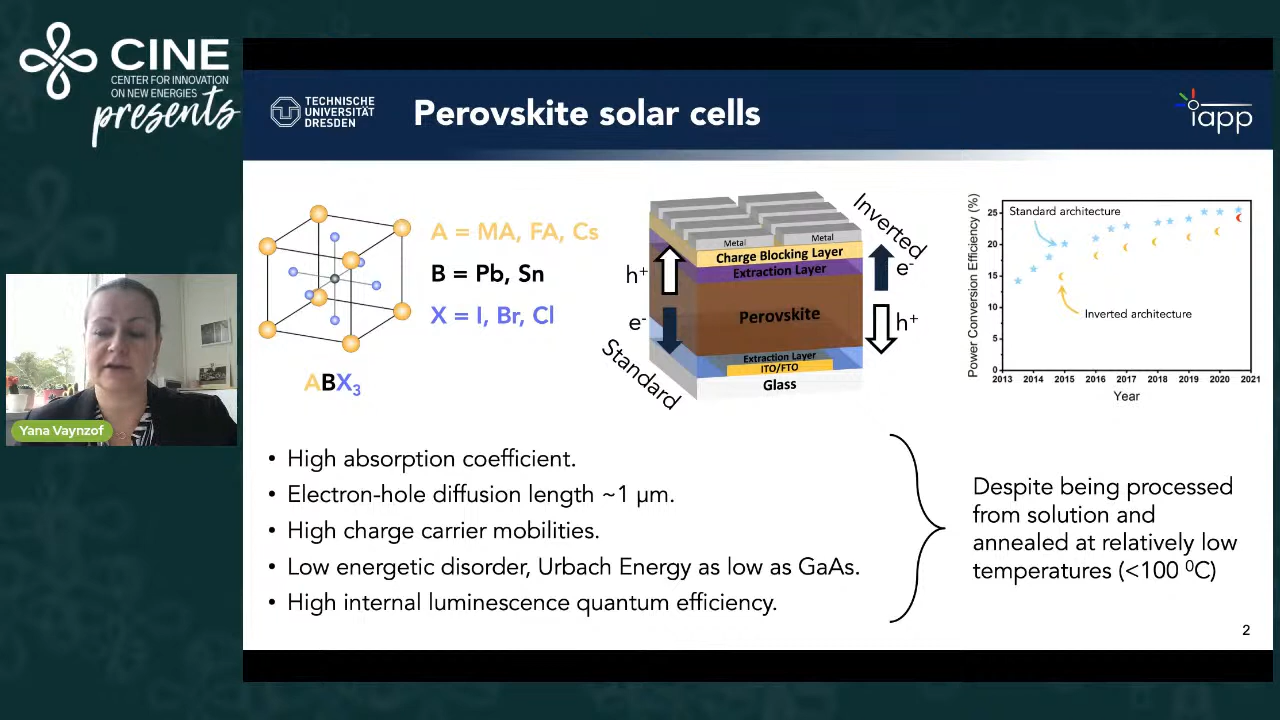 CINE
CENTER FOR INNOVATION
ON NEW ENERGIES
presents
TECHNISCHE
UNIVERSITÄT
DRESDEN
Perovskite solar cells
iapp
A = MA, FA, Cs
B = Pb, Sn
X = I, Br, Cl
ABX3
Inverted
Metal
Metal
Charge Blocking Layer
Extraction Layer
h+
e-
Perovskite
e-
h+
Extraction Layer
ITO/FTO
Glass
Standard
Power Conversion Efficiency (%)
25
20
15
10
5
0
Standard architecture
Inverted architecture
2013 2014 2015 2016 2017 2018 2019 2020 2021
Year
Yana Vaynzof
• High absorption coefficient.
• Electron-hole diffusion length ~1 µm.
• High charge carrier mobilities.
• Low energetic disorder, Urbach Energy as low as GaAs.
• High internal luminescence quantum efficiency.
Despite being processed
from solution and
annealed at relatively low
temperatures (<100 ⁰C)
2